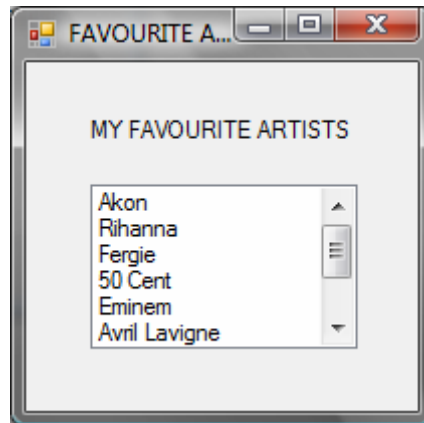 FAVOURITE A...
MY FAVOURITE ARTISTS
Akon
Rihanna
Fergie
50 Cent
Eminem
Avril Lavigne